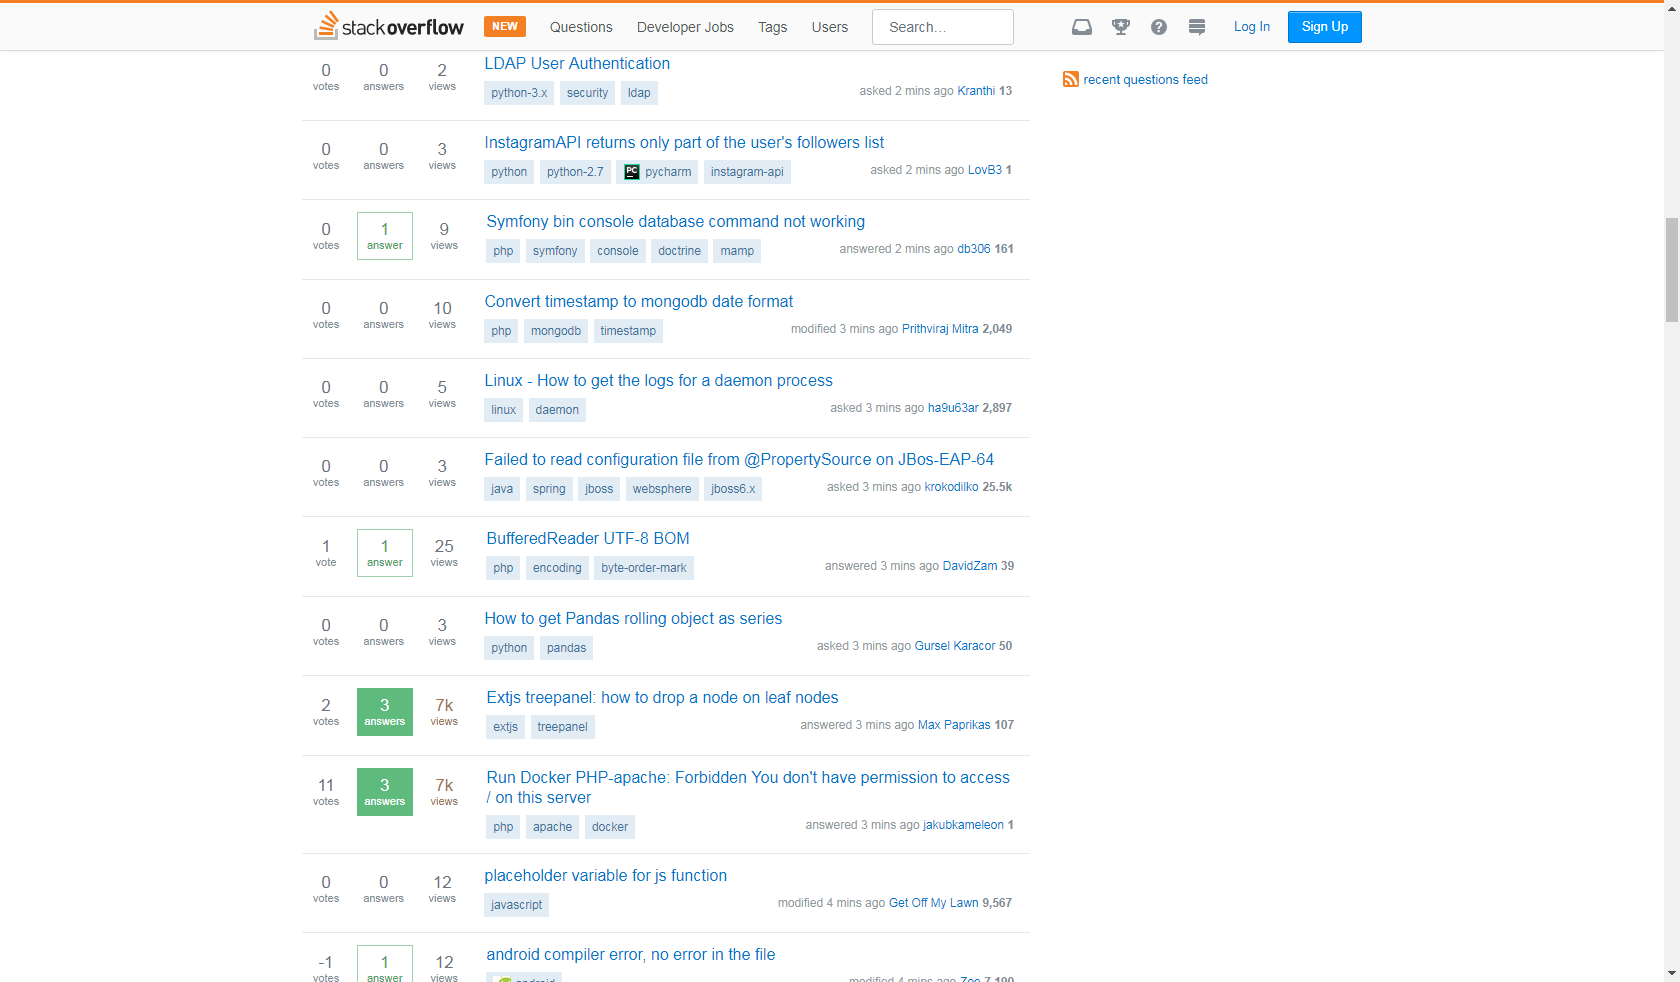 stackoverflow NEW Questions Developer Jobs Tags Users Search... Log In Sign Up
0 votes 0 answers 2 views LDAP User Authentication
python-3.x security ldap asked 2 mins ago Kranthi 13
recent questions feed
0 votes 0 answers 3 views InstagramAPI returns only part of the user's followers list
python python-2.7 PC pycharm instagram-api asked 2 mins ago LovB3 1
0 votes 1 answer 9 views Symfony bin console database command not working
php symfony console doctrine mamp answered 2 mins ago db306 161
0 votes 0 answers 10 views Convert timestamp to mongodb date format
php mongodb timestamp modified 3 mins ago Prithviraj Mitra 2,049
0 votes 0 answers 5 views Linux - How to get the logs for a daemon process
linux daemon asked 3 mins ago ha9u63ar 2,897
0 votes 0 answers 3 views Failed to read configuration file from @PropertySource on JBos-EAP-64
java spring jboss websphere jboss6.x asked 3 mins ago krokodilko 25.5k
1 vote 1 answer 25 views BufferedReader UTF-8 BOM
php encoding byte-order-mark answered 3 mins ago DavidZam 39
0 votes 0 answers 3 views How to get Pandas rolling object as series
python pandas asked 3 mins ago Gursel Karacor 50
2 votes 3 answers 7k views Extjs treepanel: how to drop a node on leaf nodes
extjs treepanel answered 3 mins ago Max Paprikas 107
11 votes 3 answers 7k views Run Docker PHP-apache: Forbidden You don't have permission to access
/ on this server
php apache docker answered 3 mins ago jakubkameleon 1
0 votes 0 answers 12 views placeholder variable for js function
javascript modified 4 mins ago Get Off My Lawn 9,567
-1 votes 1 answer 12 views android compiler error, no error in the file
android modified 4 mins ago Zoe 7,190